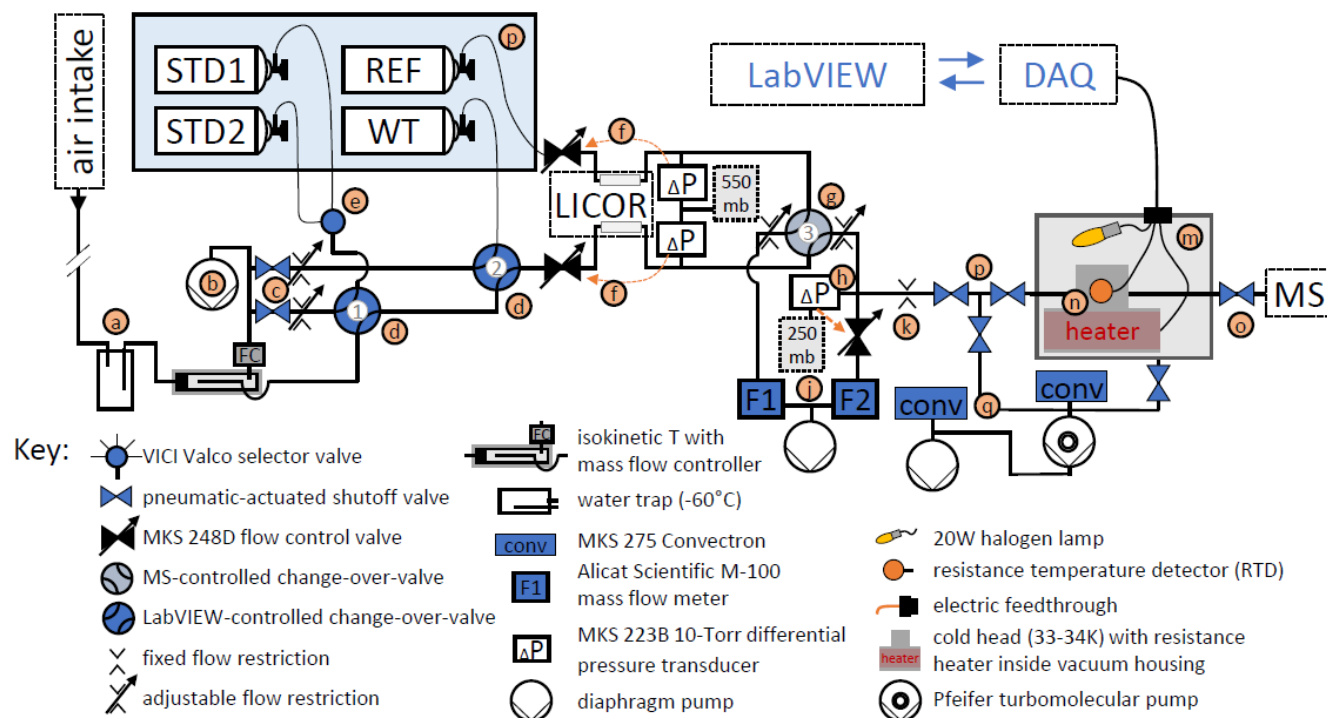 air intake
STD1
REF
p
STD2
WT
LabVIEW
DAQ
e
f
LICOR
ΔP
550
mb
ΔP
g
3
m
a
b
c
1
d
2
d
f
h
ΔP
250
mb
k
p
n
heater
o
MS
FC
F1
j
F2
conv
q
conv
Key:
VICI Valco selector valve
pneumatic-actuated shutoff valve
MKS 248D flow control valve
MS-controlled change-over-valve
LabVIEW-controlled change-over-valve
fixed flow restriction
adjustable flow restriction
FC
isokinetic T with
mass flow controller
water trap (-60°C)
conv
MKS 275 Convectron
F1
Alicat Scientific M-100
mass flow meter
ΔP
MKS 223B 10-Torr differential
pressure transducer
diaphragm pump
20W halogen lamp
resistance temperature detector (RTD)
electric feedthrough
heater
cold head (33-34K) with resistance
heater inside vacuum housing
Pfeifer turbomolecular pump